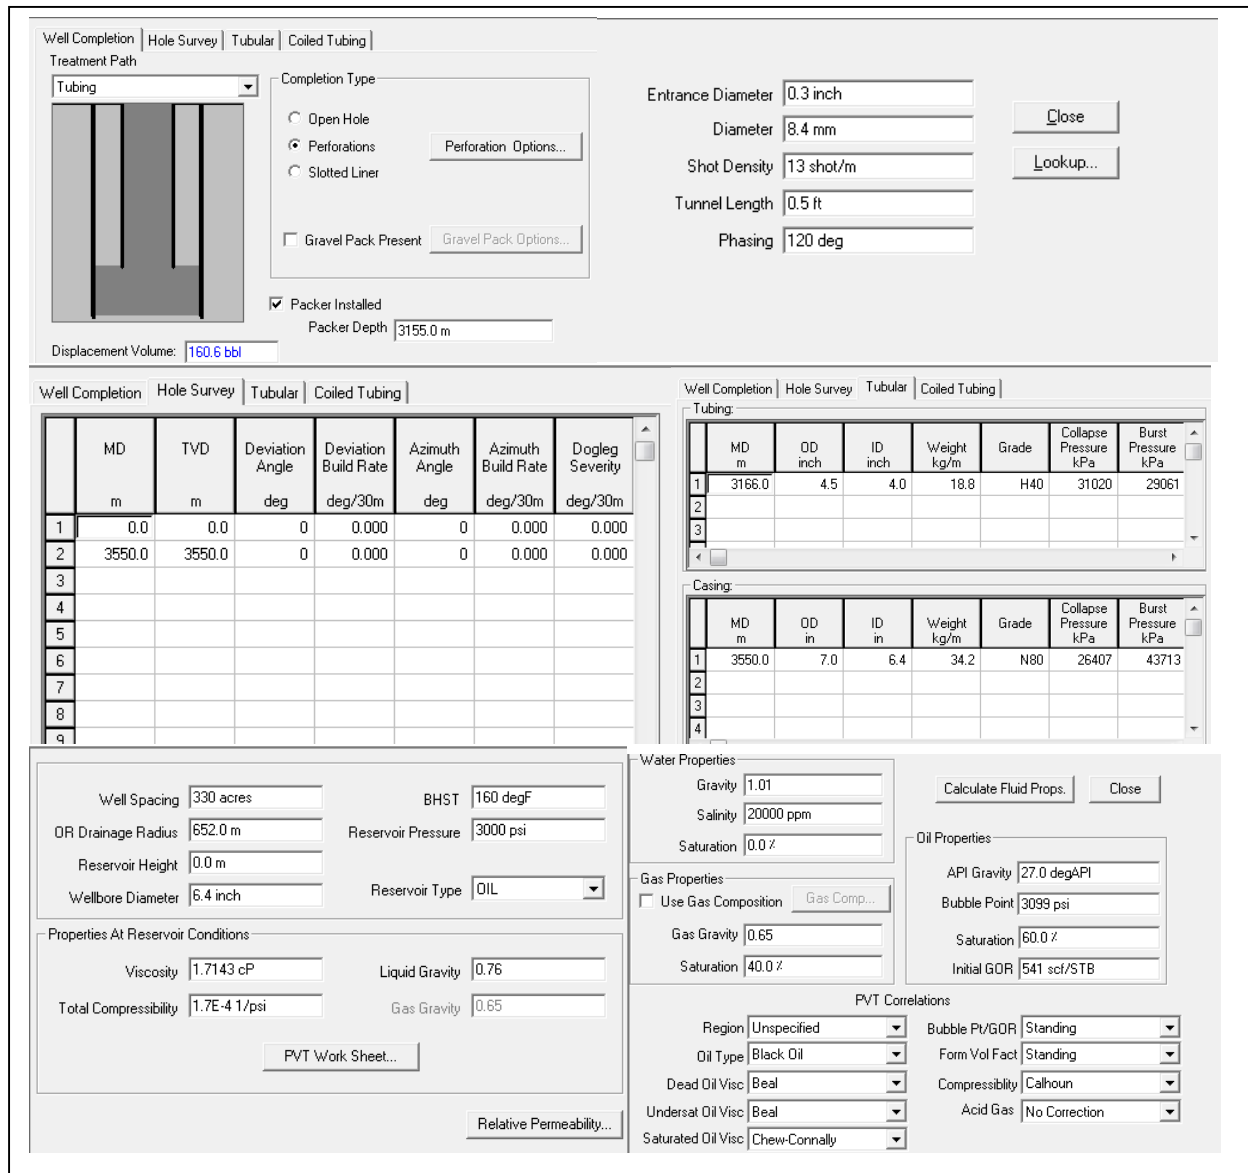 Well Completion Hole Survey Tubular Coiled Tubing
Treatment Path
Tubing
Completion Type
Open Hole
Perforations Perforation Options...
Slotted Liner
Gravel Pack Present Gravel Pack Options...
Packer Installed
Packer Depth 3155.0 m
Displacement Volume: 160.6 bbl
Entrance Diameter 0.3 inch
Diameter 8.4 mm
Shot Density 13 shot/m
Tunnel Length 0.5 ft
Phasing 120 deg
Close
Lookup...
Well Completion Hole Survey Tubular Coiled Tubing
MD TVD Deviation Angle Deviation Build Rate Azimuth Angle Azimuth Build Rate Dogleg Severity
m m deg deg/30m deg deg/30m deg/30m
1 0.0 0.0 0 0.000 0 0.000 0.000
2 3550.0 3550.0 0 0.000 0 0.000 0.000
3
4
5
6
7
8
9
Well Completion Hole Survey Tubular Coiled Tubing
Tubing:
MD OD ID Weight Grade Collapse Pressure Burst Pressure
m inch inch kg/m kPa kPa
1 3166.0 4.5 4.0 18.8 H40 31020 29061
2
3
Casing:
MD OD ID Weight Grade Collapse Pressure Burst Pressure
m in in kg/m kPa kPa
1 3550.0 7.0 6.4 34.2 N80 26407 43713
2
3
4
Well Spacing 330 acres
OR Drainage Radius 652.0 m
Reservoir Height 0.0 m
Wellbore Diameter 6.4 inch
BHST 160 degF
Reservoir Pressure 3000 psi
Reservoir Type OIL
Properties At Reservoir Conditions
Viscosity 1.7143 cP
Total Compressibility 1.7E-4 1/psi
Liquid Gravity 0.76
Gas Gravity 0.65
PVT Work Sheet...
Relative Permeability...
Water Properties
Gravity 1.01
Salinity 20000 ppm
Saturation 0.0 %
Gas Properties
Use Gas Composition Gas Comp...
Gas Gravity 0.65
Saturation 40.0 %
Calculate Fluid Props. Close
Oil Properties
API Gravity 27.0 degAPI
Bubble Point 3099 psi
Saturation 60.0 %
Initial GOR 541 scf/STB
PVT Correlations
Region Unspecified
Oil Type Black Oil
Dead Oil Visc Beal
Undersat Oil Visc Beal
Saturated Oil Visc Chew-Connally
Bubble Pt/GOR Standing
Form Vol Fact Standing
Compressiblity Calhoun
Acid Gas No Correction